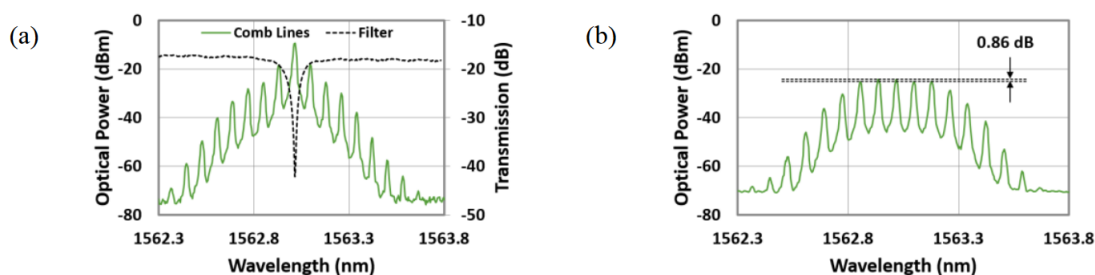 (a)
Optical Power (dBm)
0
-20
-40
-60
-80
Comb Lines
Filter
-10
-20
-30
-40
-50
Transmission (dB)
1562.3
1562.8
1563.3
1563.8
Wavelength (nm)
(b)
Optical Power (dBm)
0
-20
-40
-60
-80
0.86 dB
1562.3
1562.8
1563.3
1563.8
Wavelength (nm)